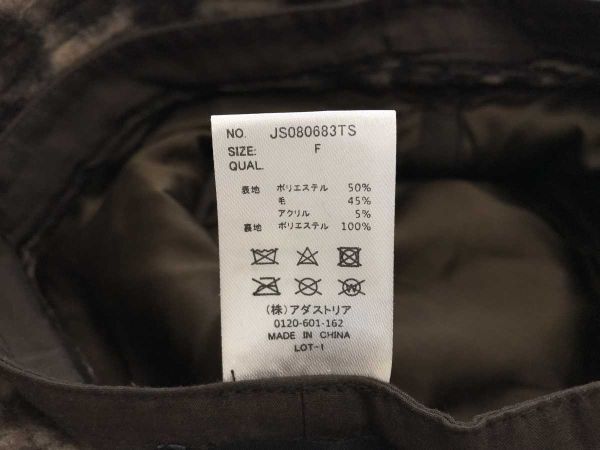 NO. JS080683TS
SIZE: F
QUAL.
表地 ポリエステル 50%
毛 45%
アクリル 5%
裏地 ポリエステル 100%
(株)アダストリア
0120-601-162
MADE IN CHINA
LOT-1